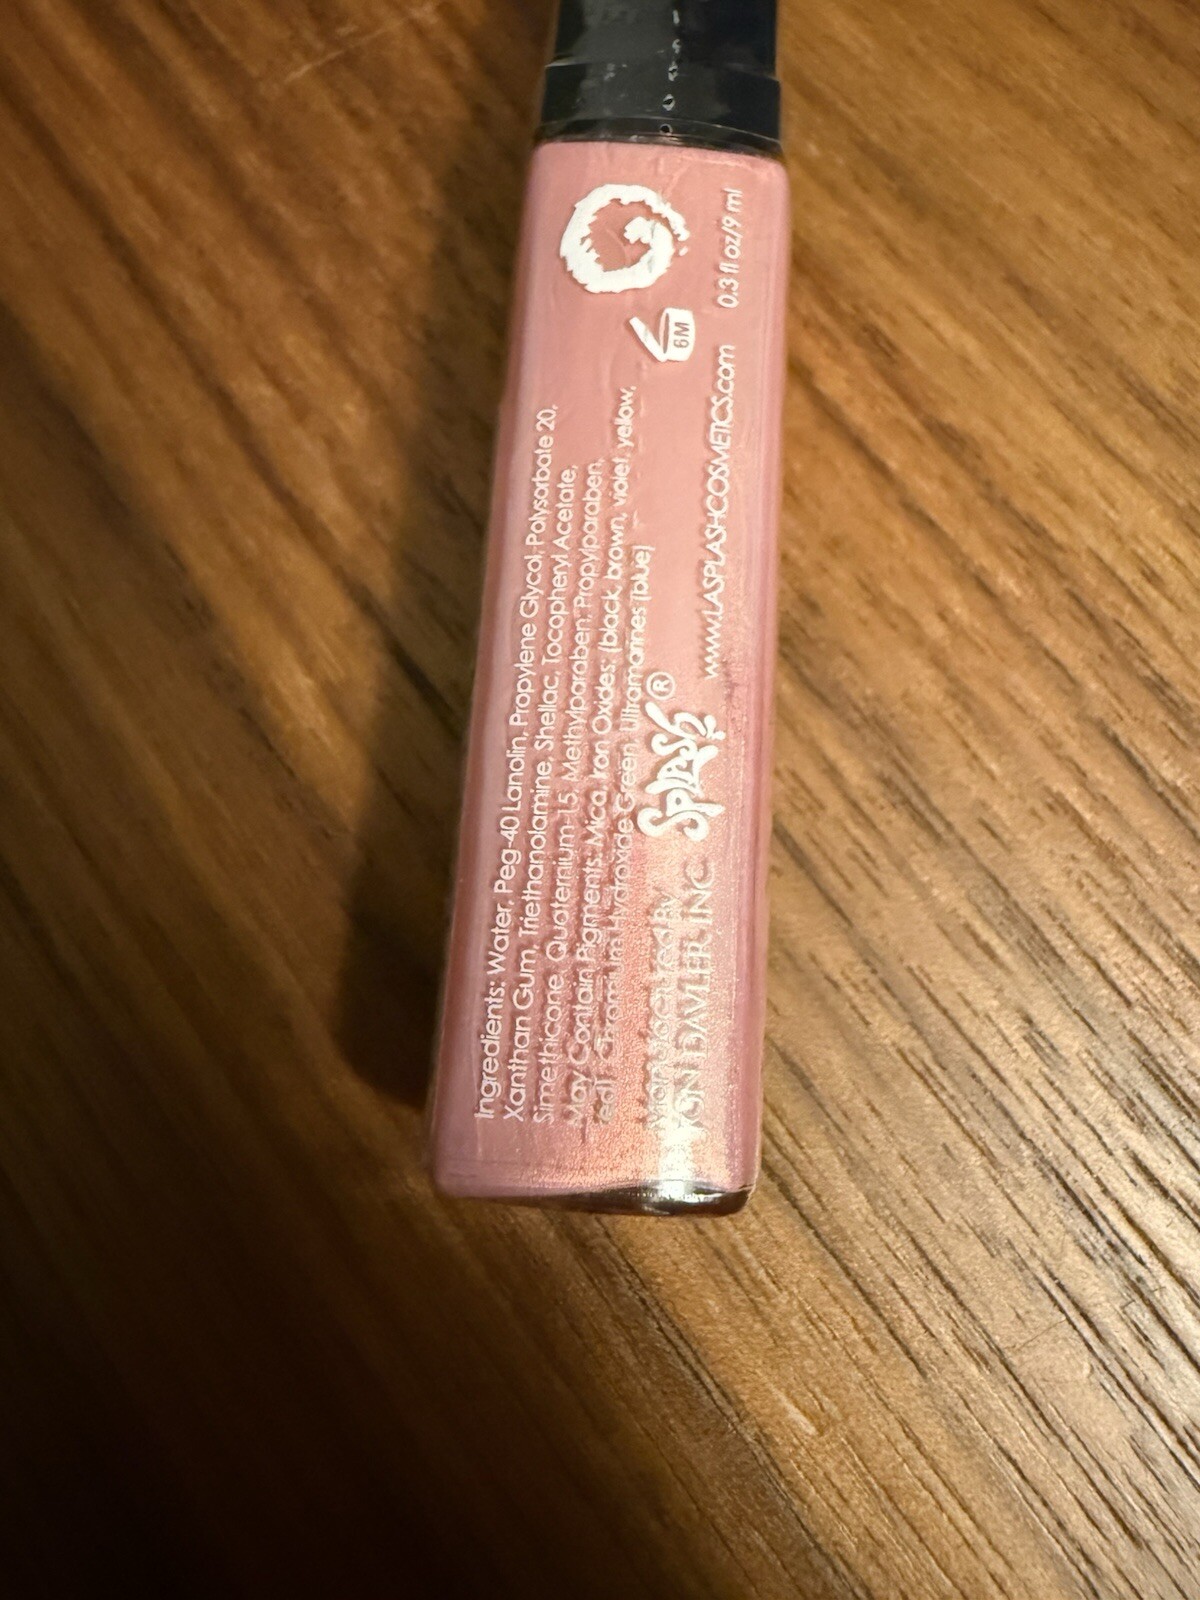 Ingredients: Water, Peg-40 Lanolin, Propylene Glycol, Polysorbate 20,
Xanthan Gum, Triethanolamine, Shellac, Tocopheryl Acetate,
Simethicone, Quaternium-15, Methylparaben, Propylparaben,
May Contain Pigments: Mica, Iron Oxides: (black, brown, violet, yellow,
red), Chromium Hydroxide Green, Ultramarines (blue)
Manufactured By
DAVLER INC
SPLASH®
www.LASPLASHCOSMETICS.com
6M
0.3 fl oz/9 ml